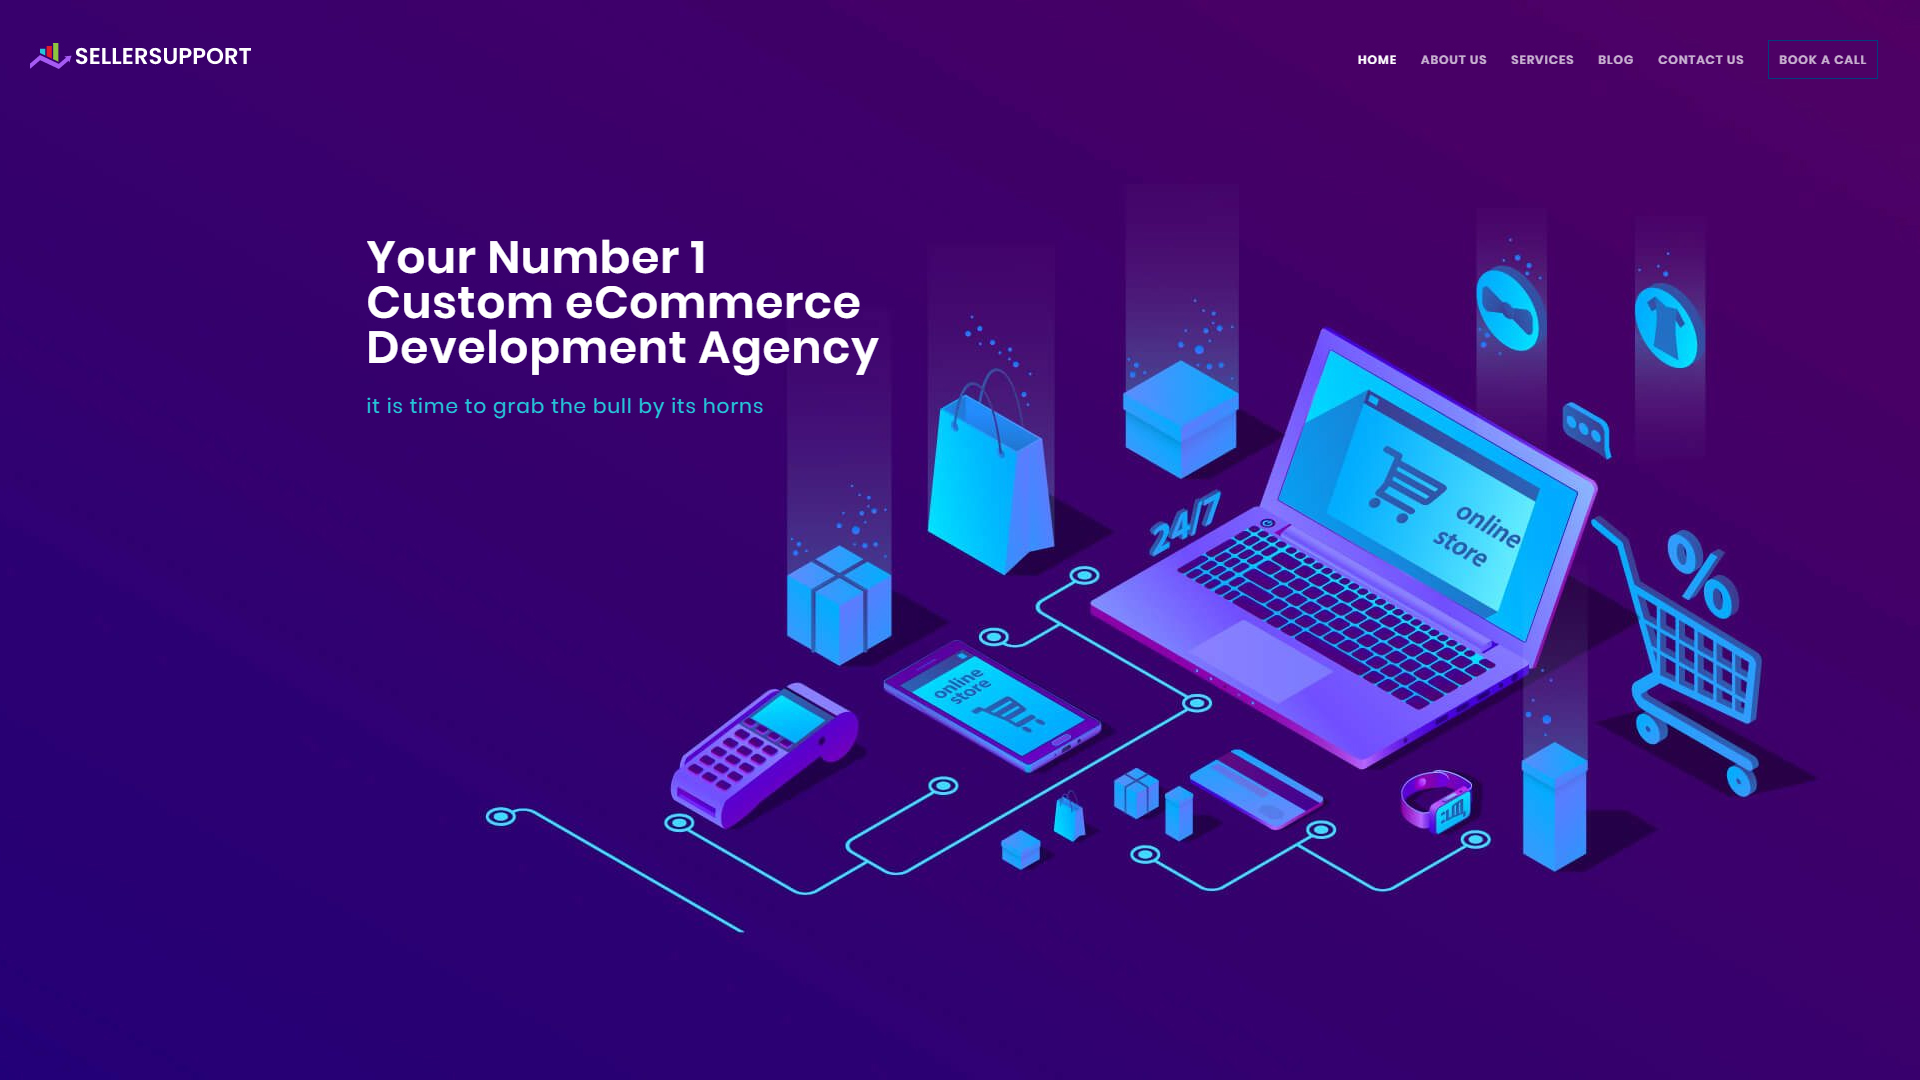 SELLERSUPPORT
HOME
ABOUT US
SERVICES
BLOG
CONTACT US
BOOK A CALL
Your Number 1
Custom eCommerce
Development Agency
it is time to grab the bull by its horns
24/7
online
store
%
online
store